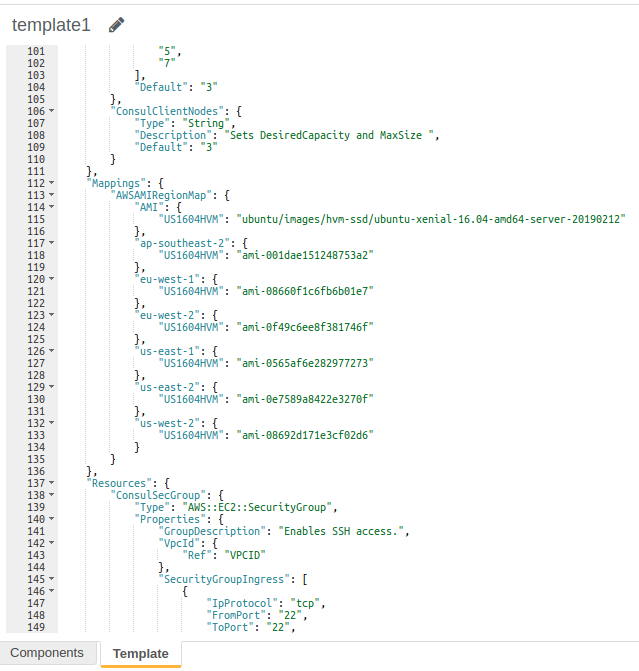 template1
101 "5",
102 "7"
103 ],
104 "Default": "3"
105 },
106 "ConsulClientNodes": {
107 "Type": "String",
108 "Description": "Sets DesiredCapacity and MaxSize ",
109 "Default": "3"
110 }
111 },
112 "Mappings": {
113 "AWSAMIRegionMap": {
114 "AMI": {
115 "US1604HVM": "ubuntu/images/hvm-ssd/ubuntu-xenial-16.04-amd64-server-20190212"
116 },
117 "ap-southeast-2": {
118 "US1604HVM": "ami-001dae151248753a2"
119 },
120 "eu-west-1": {
121 "US1604HVM": "ami-08660f1c6fb6b01e7"
122 },
123 "eu-west-2": {
124 "US1604HVM": "ami-0f49c6ee8f381746f"
125 },
126 "us-east-1": {
127 "US1604HVM": "ami-0565af6e282977273"
128 },
129 "us-east-2": {
130 "US1604HVM": "ami-0e7589a8422e3270f"
131 },
132 "us-west-2": {
133 "US1604HVM": "ami-08692d171e3cf02d6"
134 }
135 }
136 },
137 "Resources": {
138 "ConsulSecGroup": {
139 "Type": "AWS::EC2::SecurityGroup",
140 "Properties": {
141 "GroupDescription": "Enables SSH access.",
142 "VpcId": {
143 "Ref": "VPCID"
144 },
145 "SecurityGroupIngress": [
146 {
147 "IpProtocol": "tcp",
148 "FromPort": "22",
149 "ToPort": "22",
Components Template